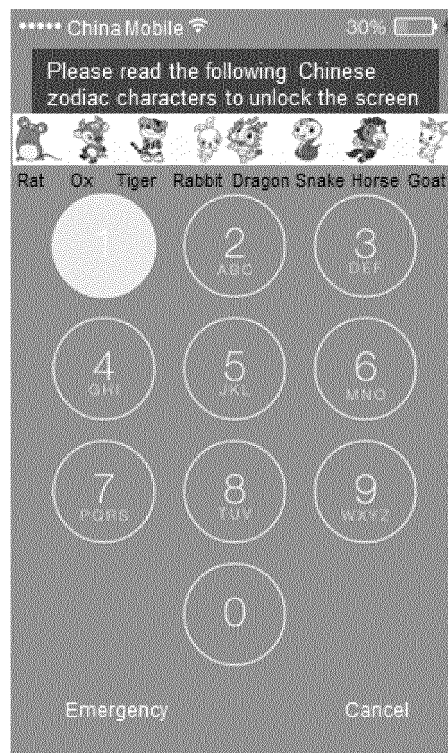 China Mobile 30%
Please read the following Chinese
zodiac characters to unlock the screen
Rat Ox Tiger Rabbit Dragon Snake Horse Goat
1 2 3
ABC DEF
4 5 6
GHI JKL MNO
7 8 9
PQRS TUV WXYZ
0
Emergency Cancel